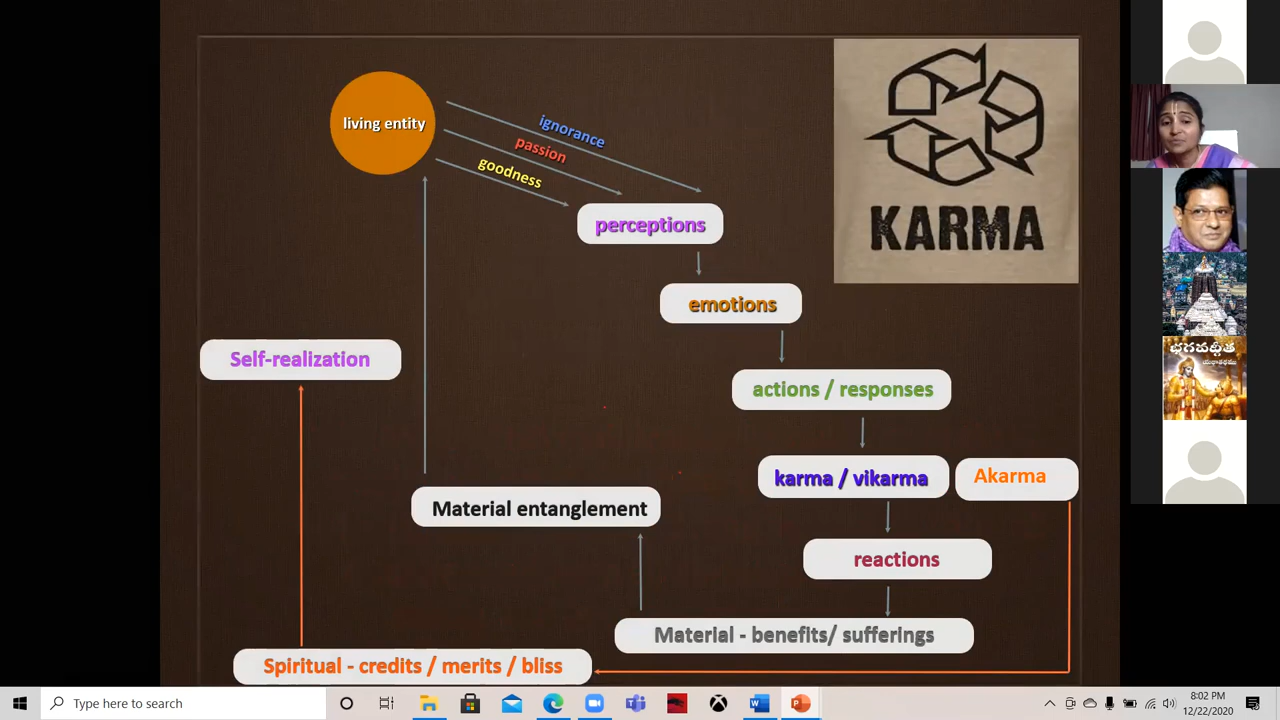 living entity
ignorance
passion
goodness
perceptions
emotions
actions / responses
karma / vikarma
Akarma
reactions
Material - benefits/ sufferings
Material entanglement
Spiritual - credits / merits / bliss
Self-realization
KARMA
భగవద్గీత
Type here to search
8:02 PM
12/22/2020